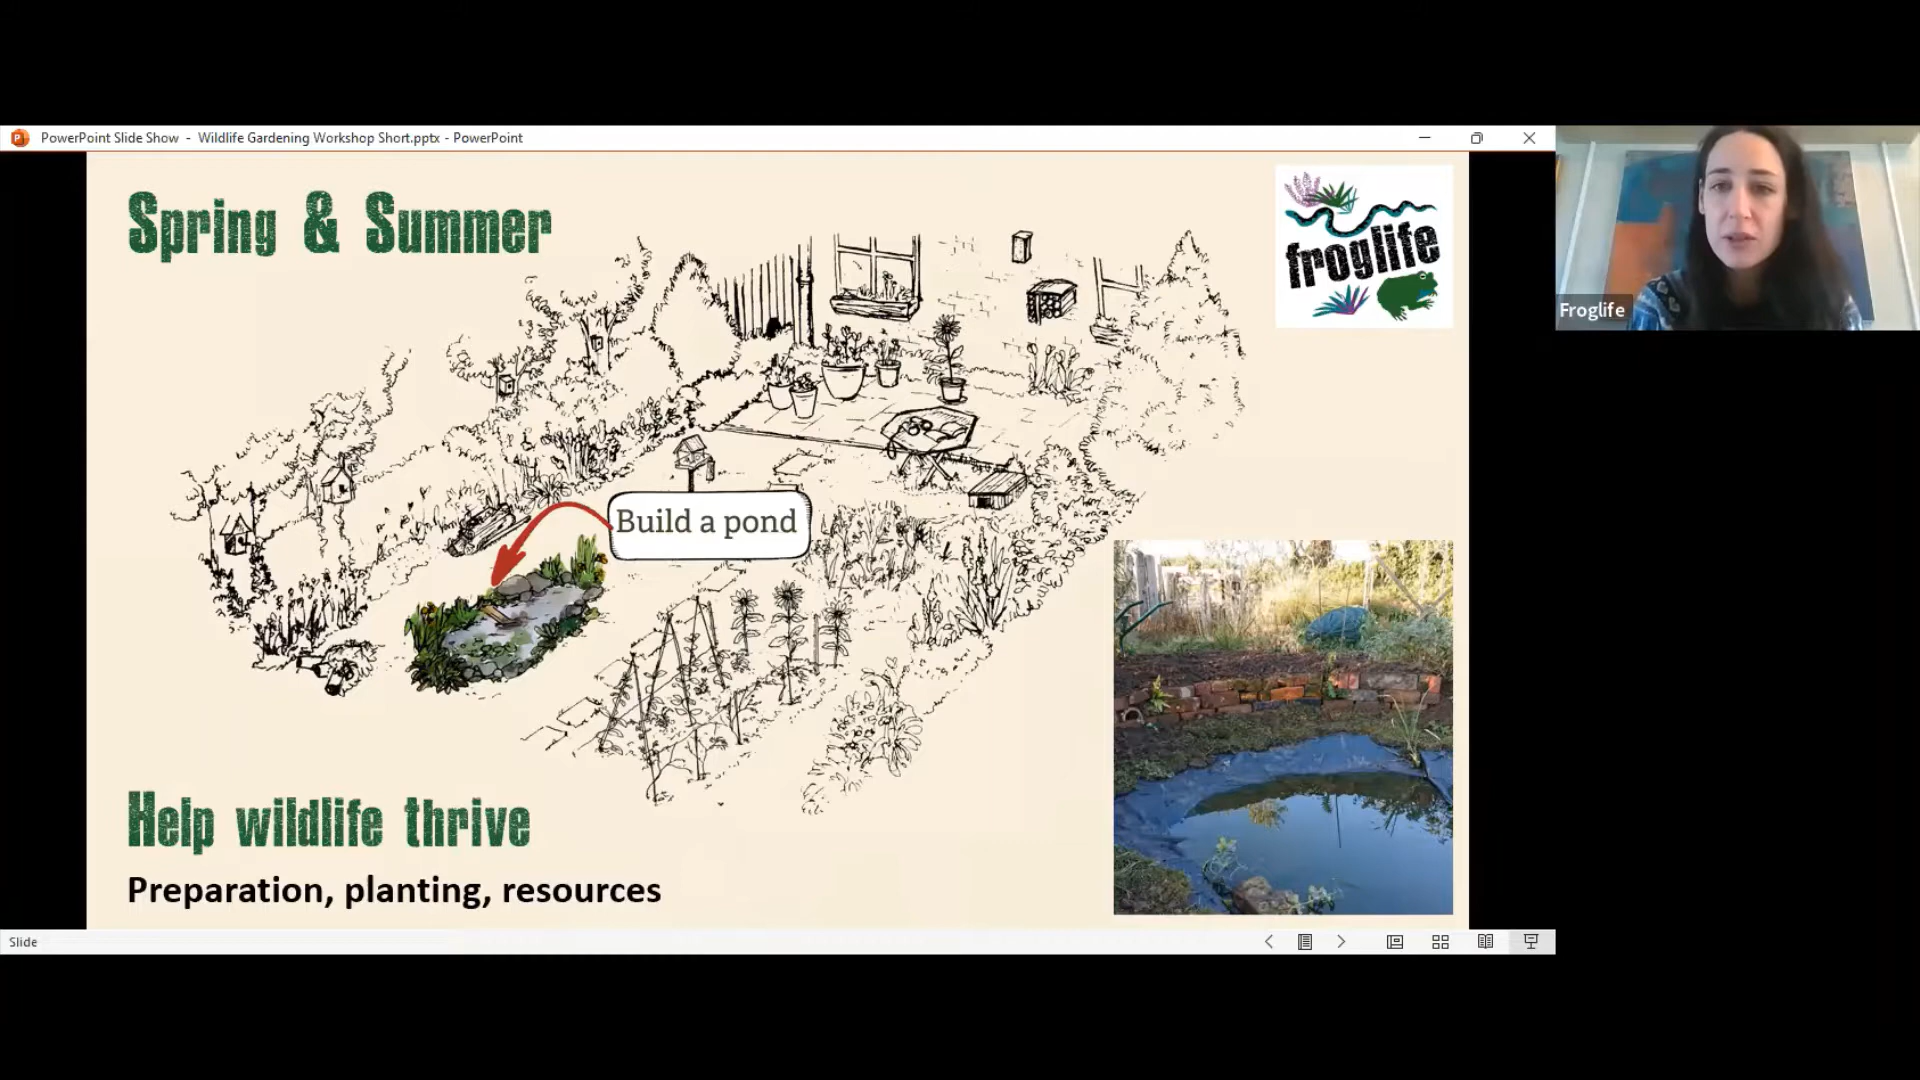 PowerPoint Slide Show - Wildlife Gardening Workshop Short.pptx - PowerPoint
Spring & Summer
froglife
Froglife
Build a pond
Help wildlife thrive
Preparation, planting, resources
Slide